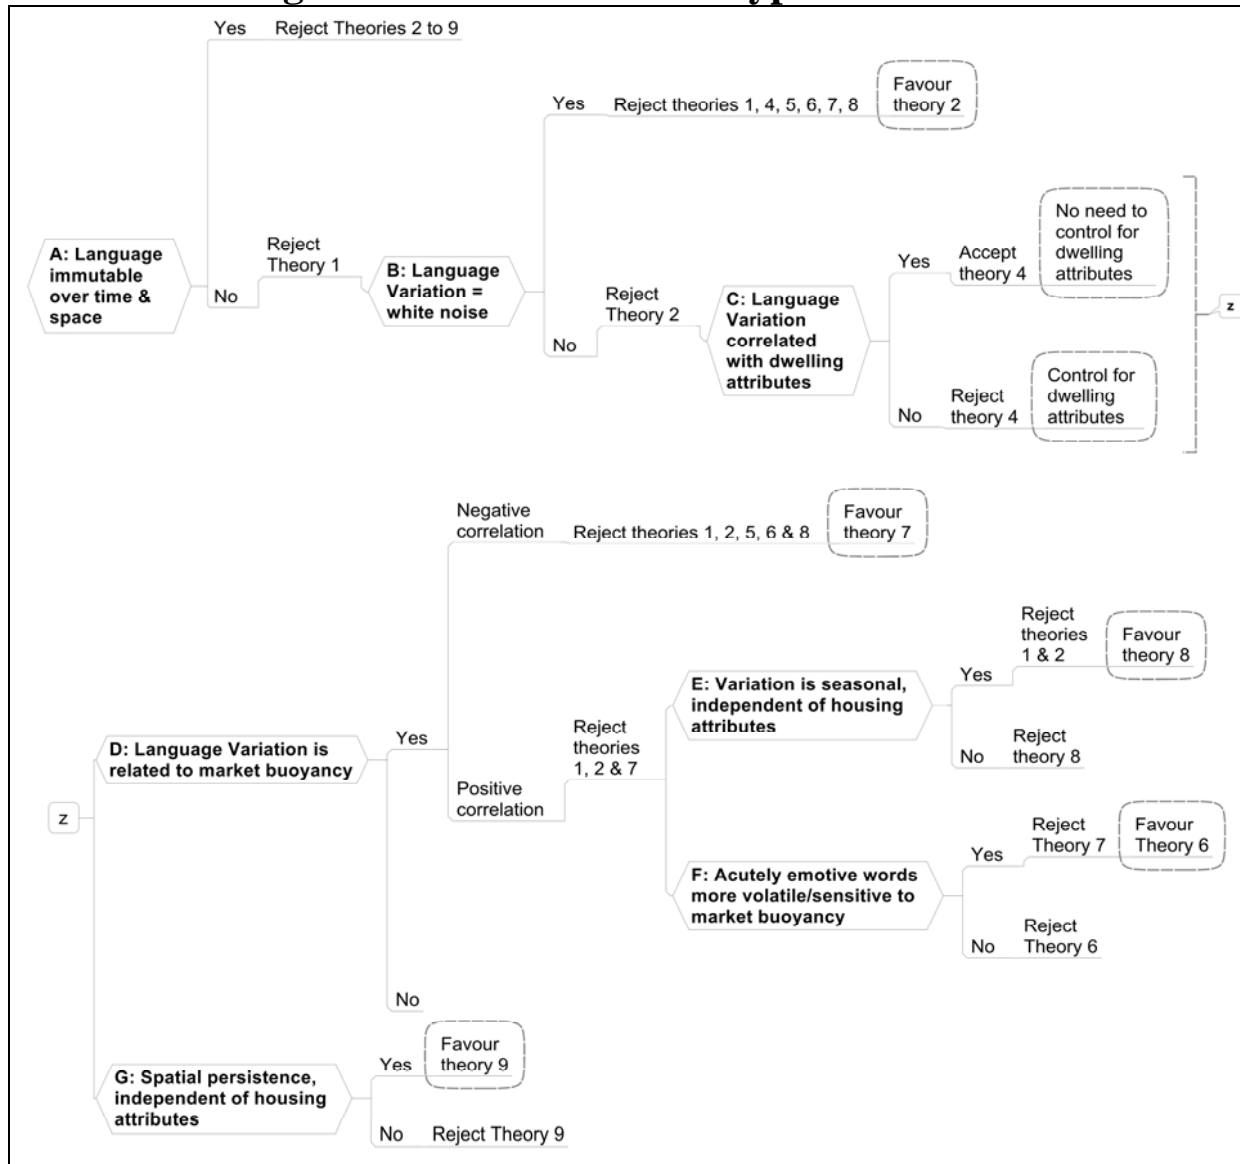 Yes
Reject Theories 2 to 9
Favour
theory 2
Yes
Reject theories 1, 4, 5, 6, 7, 8
A: Language
immutable
over time &
space
No
Reject
Theory 1
B: Language
Variation =
white noise
No
Reject
Theory 2
C: Language
Variation
correlated
with dwelling
attributes
Yes
Accept
theory 4
No need to
control for
dwelling
attributes
No
Reject
theory 4
Control for
dwelling
attributes
z
z
D: Language Variation is
related to market buoyancy
Yes
Negative
correlation
Reject theories 1, 2, 5, 6 & 8
Favour
theory 7
Positive
correlation
Reject
theories
1, 2 & 7
E: Variation is seasonal,
independent of housing
attributes
Yes
Reject
theories
1 & 2
Favour
theory 8
No
Reject
theory 8
F: Acutely emotive words
more volatile/sensitive to
market buoyancy
Yes
Reject
Theory 7
Favour
Theory 6
No
Reject
Theory 6
No
G: Spatial persistence,
independent of housing
attributes
Yes
Favour
theory 9
No
Reject Theory 9